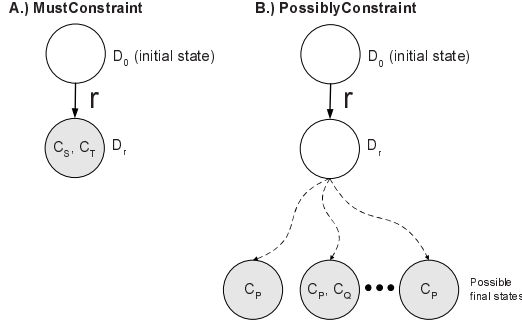 A.) MustConstraint
D0 (initial state)
r
CS, CT
Dr
B.) PossiblyConstraint
D0 (initial state)
r
Dr
CP
CP, CQ
CP
Possible
final states